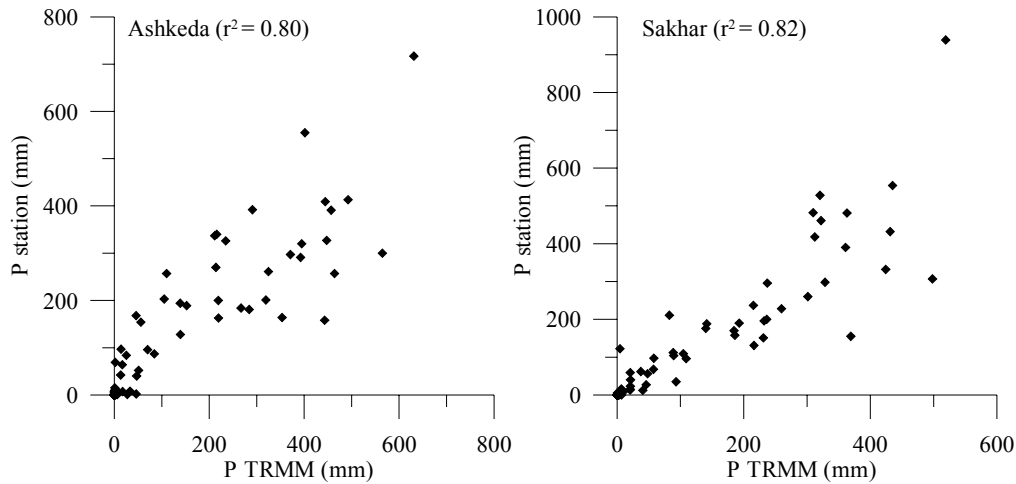 Ashkeda (r² = 0.80)
P station (mm)
800
600
400
200
0
0 200 400 600 800
P TRMM (mm)
Sakhar (r² = 0.82)
P station (mm)
1000
800
600
400
200
0
0 200 400 600
P TRMM (mm)